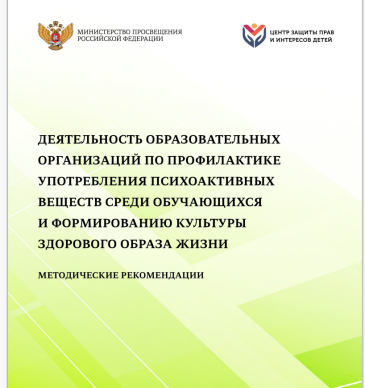 МИНИСТЕРСТВО ПРОСВЕЩЕНИЯ
РОССИЙСКОЙ ФЕДЕРАЦИИ
ЦЕНТР ЗАЩИТЫ ПРАВ
И ИНТЕРЕСОВ ДЕТЕЙ
ДЕЯТЕЛЬНОСТЬ ОБРАЗОВАТЕЛЬНЫХ
ОРГАНИЗАЦИЙ ПО ПРОФИЛАКТИКЕ
УПОТРЕБЛЕНИЯ ПСИХОАКТИВНЫХ
ВЕЩЕСТВ СРЕДИ ОБУЧАЮЩИХСЯ
И ФОРМИРОВАНИЮ КУЛЬТУРЫ
ЗДОРОВОГО ОБРАЗА ЖИЗНИ
МЕТОДИЧЕСКИЕ РЕКОМЕНДАЦИИ